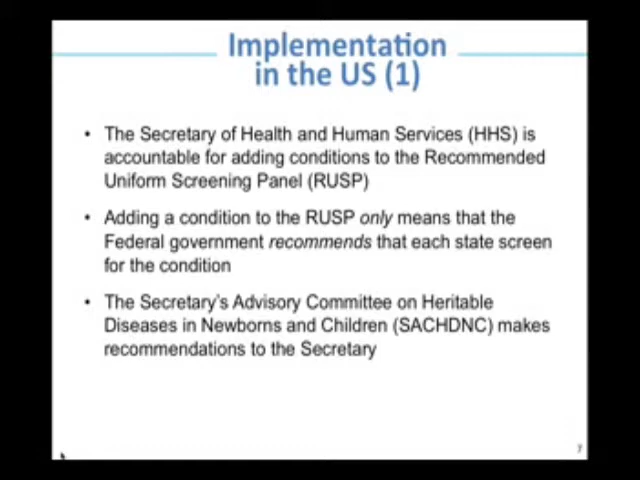 Implementation
in the US (1)
• The Secretary of Health and Human Services (HHS) is
accountable for adding conditions to the Recommended
Uniform Screening Panel (RUSP)
• Adding a condition to the RUSP only means that the
Federal government recommends that each state screen
for the condition
• The Secretary's Advisory Committee on Heritable
Diseases in Newborns and Children (SACHDNC) makes
recommendations to the Secretary
7